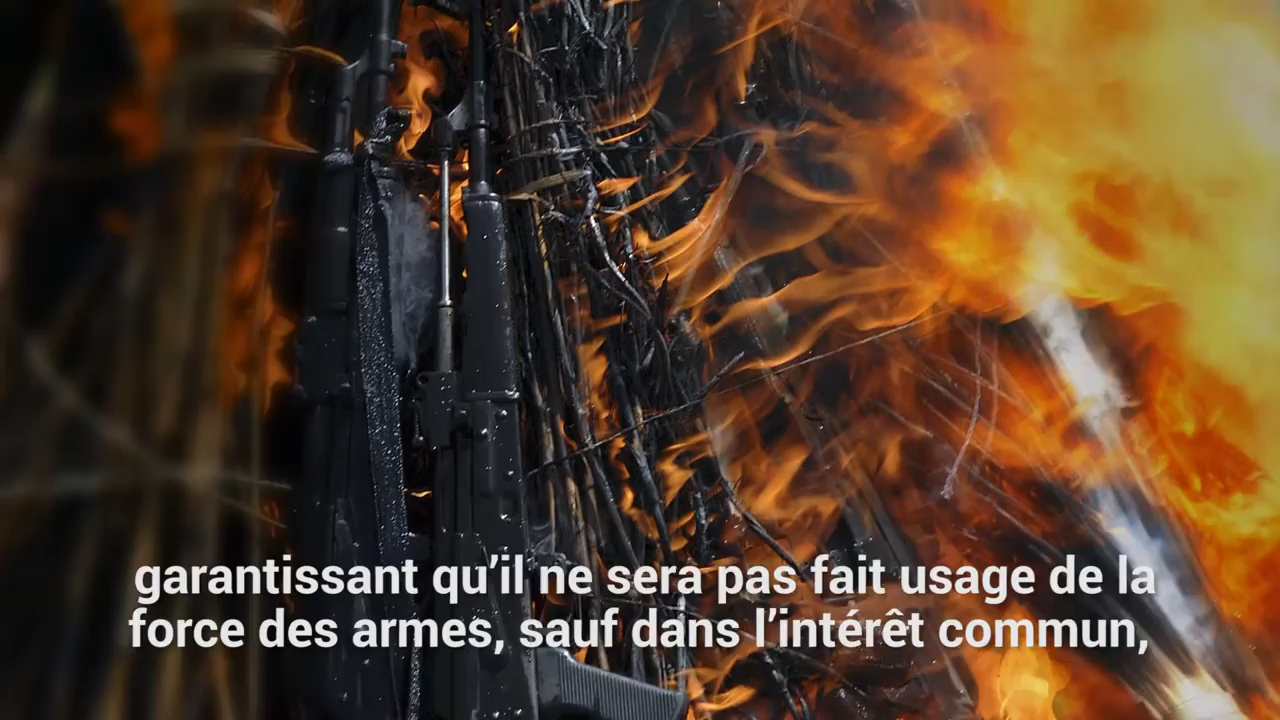 garantissant qu’il ne sera pas fait usage de la
force des armes, sauf dans l’intérêt commun,